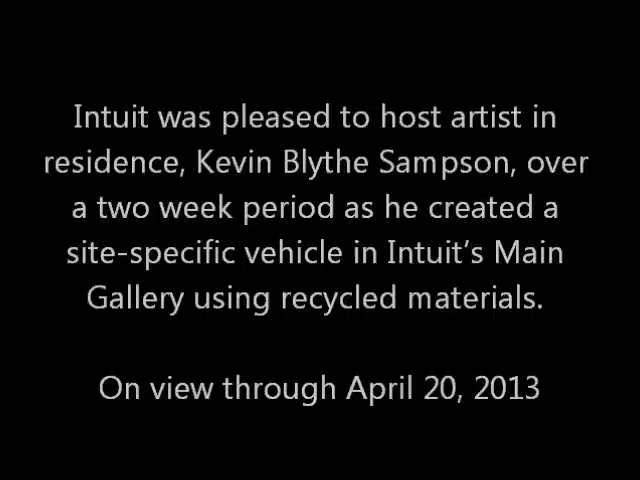 Intuit was pleased to host artist in
residence, Kevin Blythe Sampson, over
a two week period as he created a
site-specific vehicle in Intuit’s Main
Gallery using recycled materials.
On view through April 20, 2013